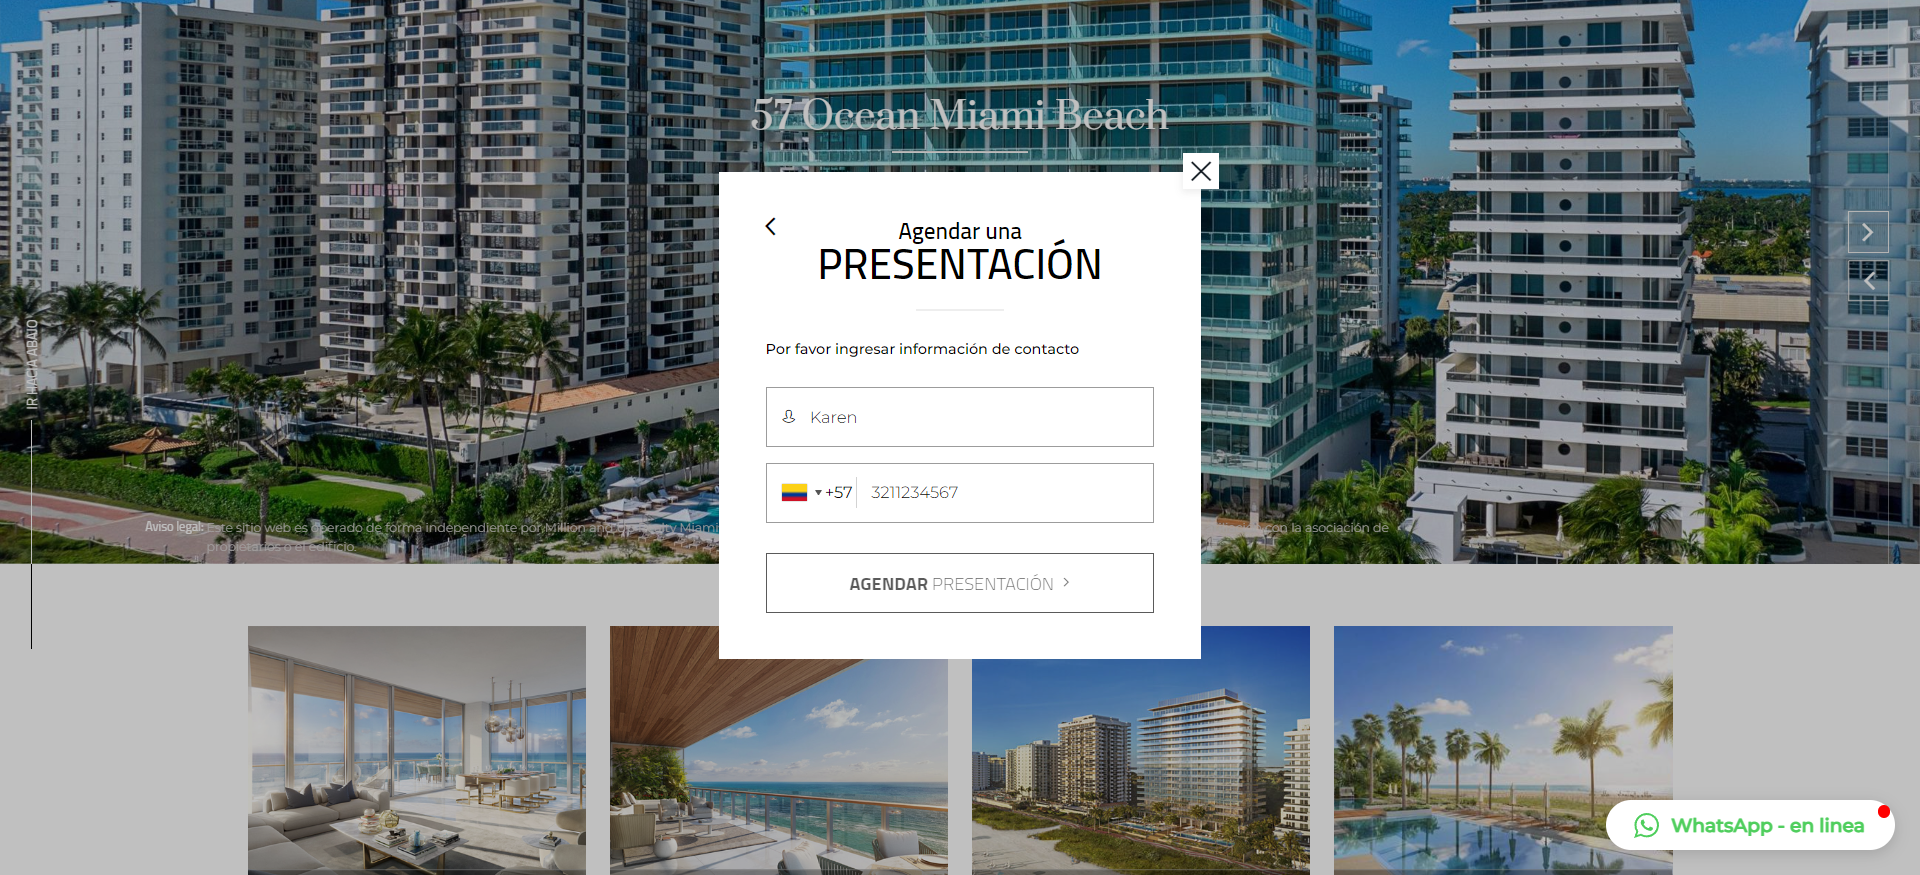 57 Ocean Miami Beach
Agendar una
PRESENTACIÓN
Por favor ingresar información de contacto
Karen
+57 3211234567
AGENDAR PRESENTACIÓN
IR HACIA ABAJO
Aviso legal: Este sitio web es operado de forma independiente por Million and Up Realty Miami con la asociación de
propietarios o el edificio.
WhatsApp - en linea